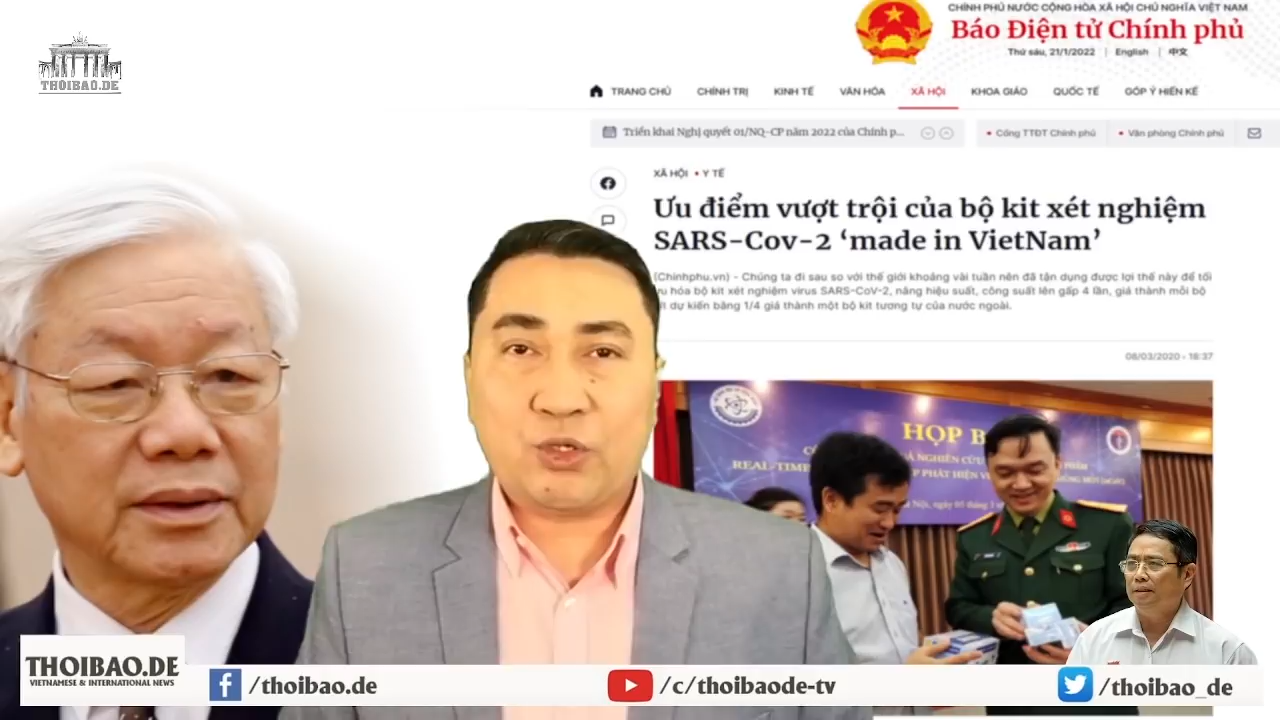 THOIBAO.DE
CHÍNH PHỦ NƯỚC CỘNG HÒA XÃ HỘI CHỦ NGHĨA VIỆT NAM
Báo Điện tử Chính phủ
Thứ sáu, 21/1/2022 | English | 中文
TRANG CHỦ CHÍNH TRỊ KINH TẾ VĂN HÓA XÃ HỘI KHOA GIÁO QUỐC TẾ GÓP Ý HIẾN KẾ
Triển khai Nghị quyết 01/NQ-CP năm 2022 của Chính p... • Cổng TTĐT Chính phủ • Văn phòng Chính phủ
XÃ HỘI • Y TẾ
Ưu điểm vượt trội của bộ kit xét nghiệm
SARS-Cov-2 ‘made in VietNam’
(Chinhphu.vn) - Chúng ta đi sau so với thế giới khoảng vài tuần nên đã tận dụng được lợi thế này để tối
ưu hóa bộ kit xét nghiệm virus SARS-CoV-2, nâng hiệu suất, công suất lên gấp 4 lần, giá thành mỗi bộ
dự kiến bằng 1/4 giá thành một bộ kit tương tự của nước ngoài.
08/03/2020 - 16:37
HỌP B
NGHIÊN CỨU
REAL-TIME PHÁT HIỆN
THOIBAO.DE
VIETNAMESE & INTERNATIONAL NEWS
/thoibao.de
/c/thoibaode-tv
/thoibao_de